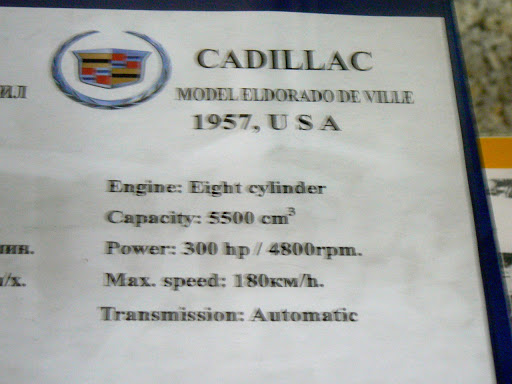 CADILLAC
ИЛ
MODEL ELDORADO DE VILLE
1957, U S A
Engine: Eight cylinder
Capacity: 5500 cm³
Power: 300 hp / 4800rpm.
Max. speed: 180км/h.
/х.
Transmission: Automatic